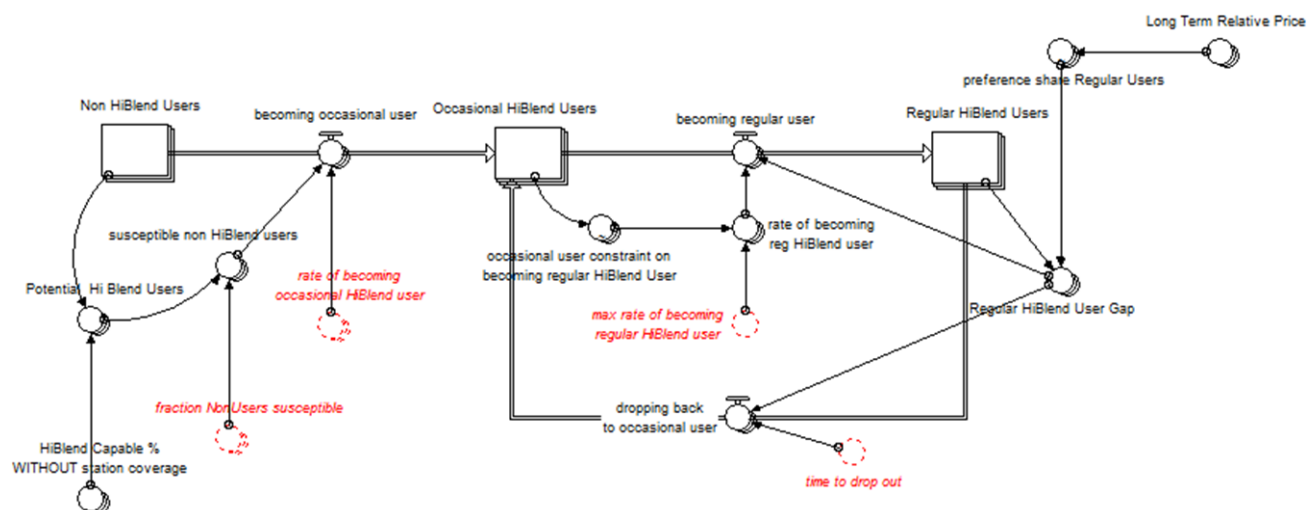 Long Term Relative Price
preference share Regular Users
Non HiBlend Users
becoming occasional user
Occasional HiBlend Users
becoming regular user
Regular HiBlend Users
susceptible non HiBlend users
rate of becoming
occasional HiBlend user
occasional user constraint on
becoming regular HiBlend User
rate of becoming
reg HiBlend user
Potential Hi Blend Users
max rate of becoming
regular HiBlend user
Regular HiBlend User Gap
fraction NonUsers susceptible
dropping back
to occasional user
HiBlend Capable %
WITHOUT station coverage
time to drop out